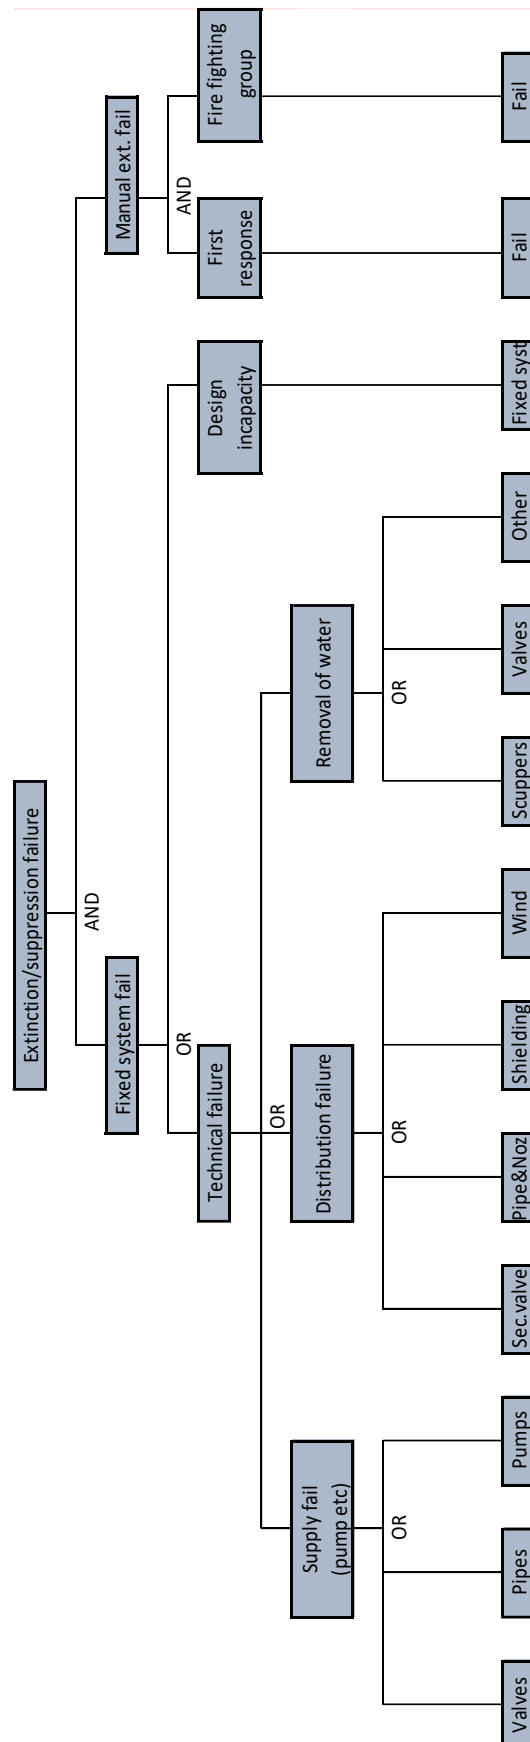 Extinction/suppression failure
AND
Fixed system fail
Manual ext. fail
OR
AND
Technical failure
Design
incapacity
First
response
Fire fighting
group
OR
Supply fail
(pump etc)
Distribution failure
Removal of water
OR
OR
OR
Valves
Pipes
Pumps
Sec.valve
Pipe&Noz
Shielding
Wind
Scuppers
Valves
Other
Fixed syst
Fail
Fail